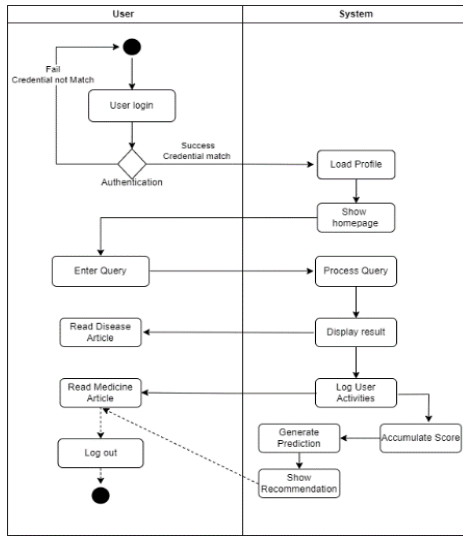 User
System
Fail
Credential not Match
User login
Success
Credential match
Authentication
Load Profile
Show
homepage
Enter Query
Process Query
Read Disease
Article
Display result
Read Medicine
Article
Log User
Activities
Generate
Prediction
Accumulate Score
Log out
Show
Recommendation